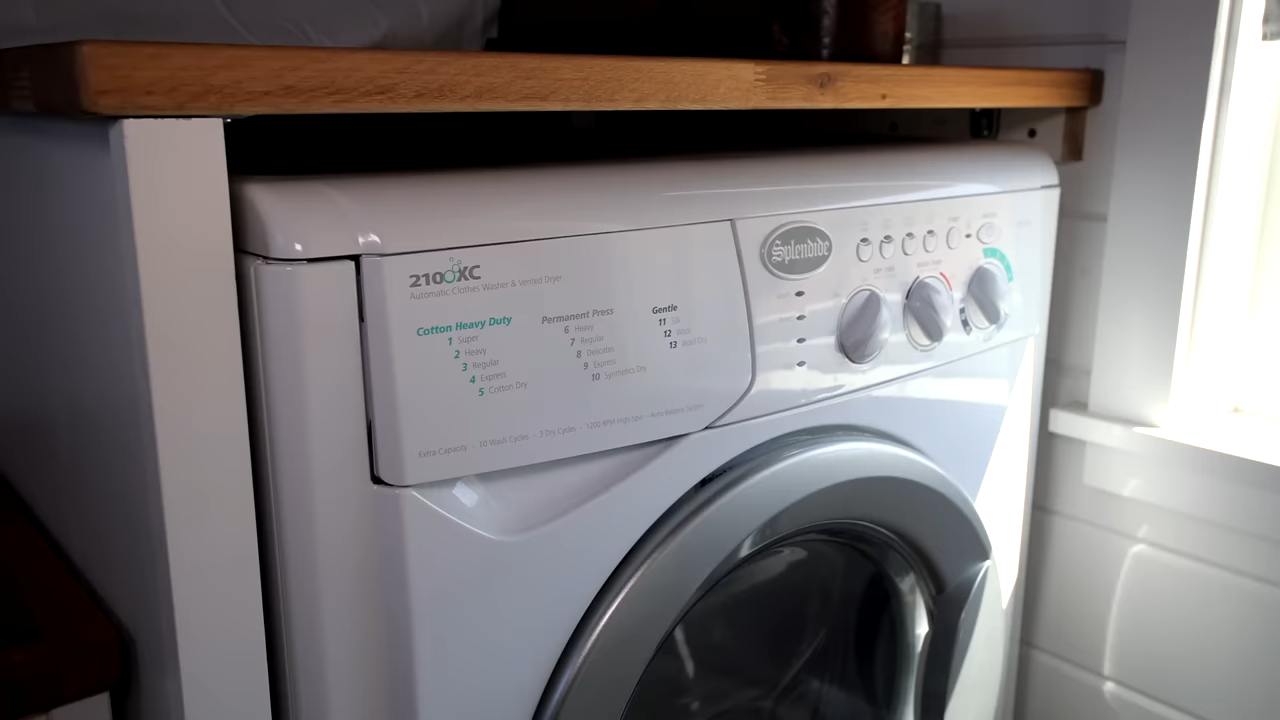 2100XC
Automatic Clothes Washer & Vented Dryer
Splendide
Cotton Heavy Duty
1 Super
2 Heavy
3 Regular
4 Express
5 Cotton Dry
Permanent Press
6 Heavy
7 Regular
8 Delicates
9 Express
10 Synthetics Dry
Gentle
11 Silk
12 Wool
13 Wool Dry
Extra Capacity - 10 Wash Cycles - 3 Dry Cycles - 1200 RPM High Spin - Auto Balance System